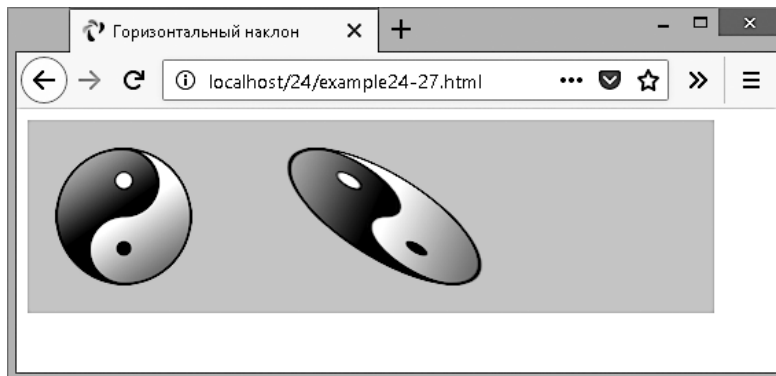 Горизонтальный наклон
localhost/24/example24-27.html